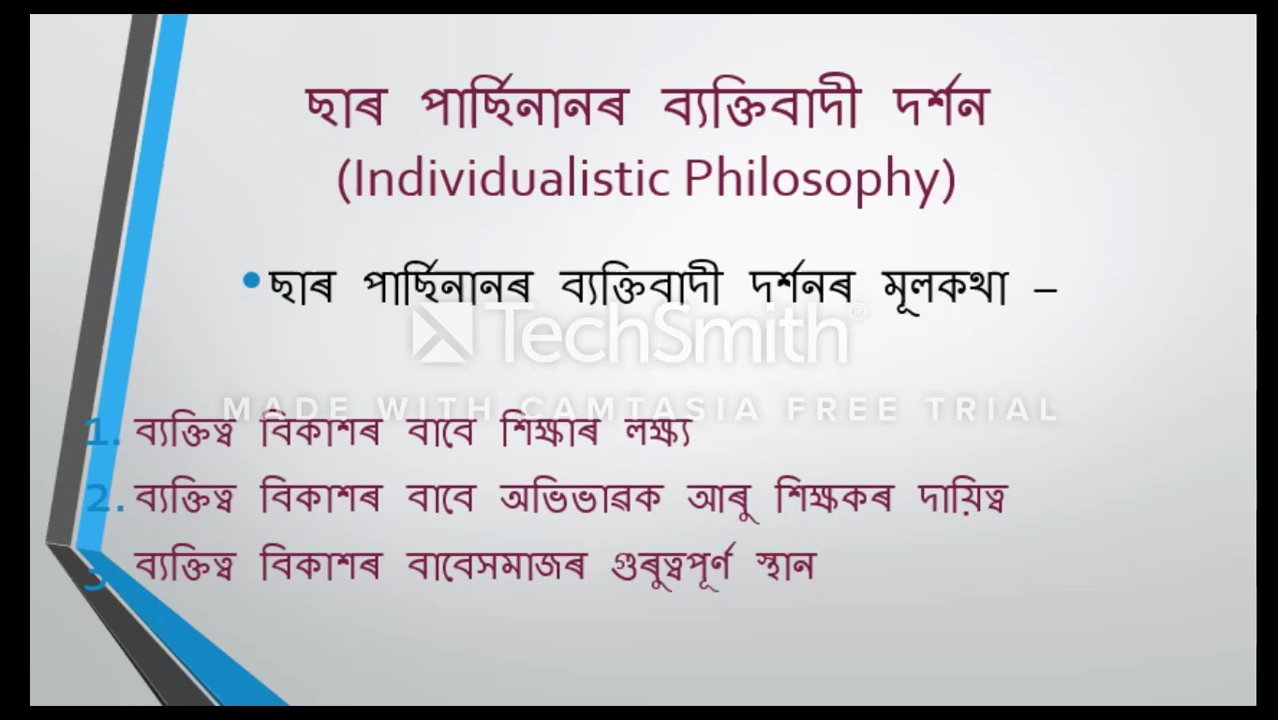 ছাৰ পাৰ্ছিনানৰ ব্যক্তিবাদী দৰ্শন
(Individualistic Philosophy)
•ছাৰ পাৰ্ছিনানৰ ব্যক্তিবাদী দৰ্শনৰ মূলকথা –
TechSmith®
MADE WITH CAMTASIA FREE TRIAL
1. ব্যক্তিত্ব বিকাশৰ বাবে শিক্ষাৰ লক্ষ্য
2. ব্যক্তিত্ব বিকাশৰ বাবে অভিভাৱক আৰু শিক্ষকৰ দায়িত্ব
3. ব্যক্তিত্ব বিকাশৰ বাবেসমাজৰ গুৰুত্বপূৰ্ণ স্থান